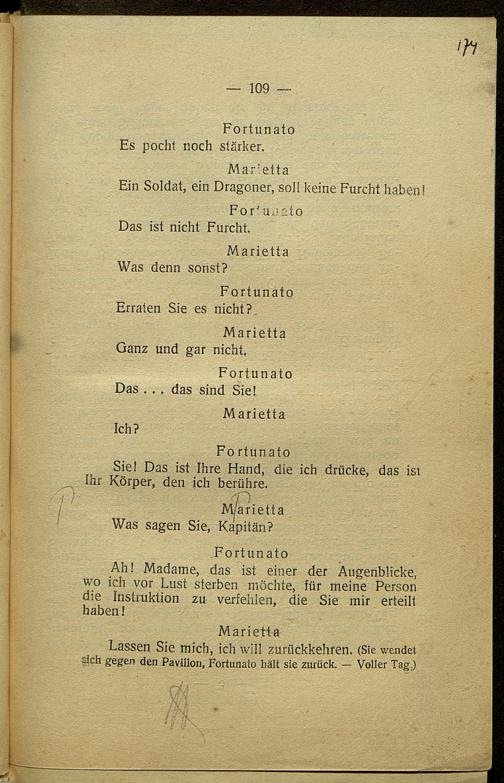 174
— 109 —
Fortunato
Es pocht noch stärker.
Marietta
Ein Soldat, ein Dragoner, soll keine Furcht haben!
Fortunato
Das ist nicht Furcht.
Marietta
Was denn sonst?
Fortunato
Erraten Sie es nicht?
Marietta
Ganz und gar nicht.
Fortunato
Das . . . das sind Sie!
Marietta
Ich?
Fortunato
Sie! Das ist Ihre Hand, die ich drücke, das ist
Ihr Körper, den ich berühre.
Marietta
Was sagen Sie, Kapitän?
Fortunato
Ah! Madame, das ist einer der Augenblicke,
wo ich vor Lust sterben möchte, für meine Person
die Instruktion zu verfehlen, die Sie mir erteilt
haben!
Marietta
Lassen Sie mich, ich will zurückkehren. (Sie wendet
sich gegen den Pavillon, Fortunato hält sie zurück. — Voller Tag.)